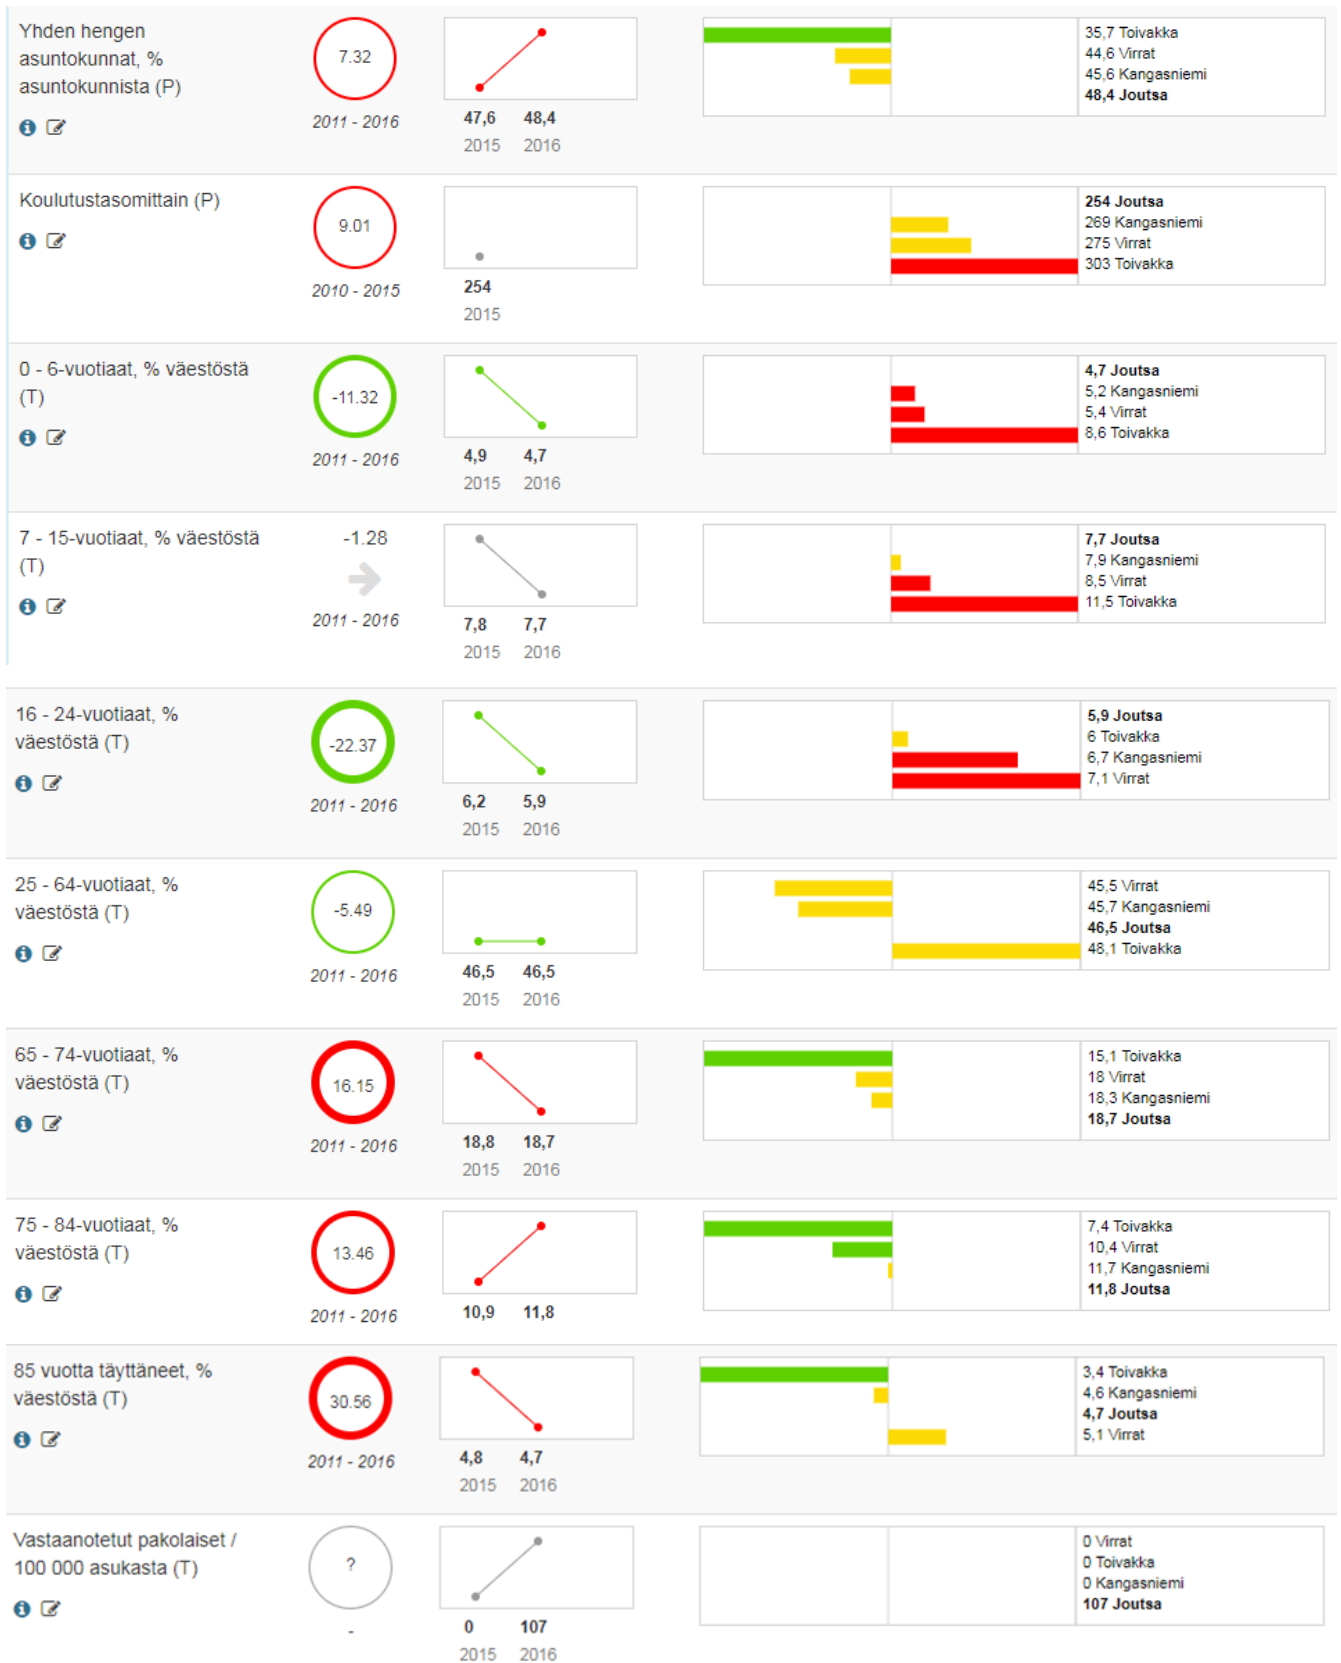 Yhden hengen
asuntokunnat, %
asuntokunnista (P)
7.32
2011 - 2016
47,6 48,4
2015 2016
35,7 Toivakka
44,6 Virrat
45,6 Kangasniemi
48,4 Joutsa
Koulutustasomittain (P)
9.01
2010 - 2015
254
2015
254 Joutsa
269 Kangasniemi
275 Virrat
303 Toivakka
0 - 6-vuotiaat, % väestöstä
(T)
-11.32
2011 - 2016
4,9 4,7
2015 2016
4,7 Joutsa
5,2 Kangasniemi
5,4 Virrat
8,6 Toivakka
7 - 15-vuotiaat, % väestöstä
(T)
-1.28
2011 - 2016
7,8 7,7
2015 2016
7,7 Joutsa
7,9 Kangasniemi
8,5 Virrat
11,5 Toivakka
16 - 24-vuotiaat, %
väestöstä (T)
-22.37
2011 - 2016
6,2 5,9
2015 2016
5,9 Joutsa
6 Toivakka
6,7 Kangasniemi
7,1 Virrat
25 - 64-vuotiaat, %
väestöstä (T)
-5.49
2011 - 2016
46,5 46,5
2015 2016
45,5 Virrat
45,7 Kangasniemi
46,5 Joutsa
48,1 Toivakka
65 - 74-vuotiaat, %
väestöstä (T)
16.15
2011 - 2016
18,8 18,7
2015 2016
15,1 Toivakka
18 Virrat
18,3 Kangasniemi
18,7 Joutsa
75 - 84-vuotiaat, %
väestöstä (T)
13.46
2011 - 2016
10,9 11,8
7,4 Toivakka
10,4 Virrat
11,7 Kangasniemi
11,8 Joutsa
85 vuotta täyttäneet, %
väestöstä (T)
30.56
2011 - 2016
4,8 4,7
2015 2016
3,4 Toivakka
4,6 Kangasniemi
4,7 Joutsa
5,1 Virrat
Vastaanotetut pakolaiset /
100 000 asukasta (T)
?
-
0 107
2015 2016
0 Virrat
0 Toivakka
0 Kangasniemi
107 Joutsa